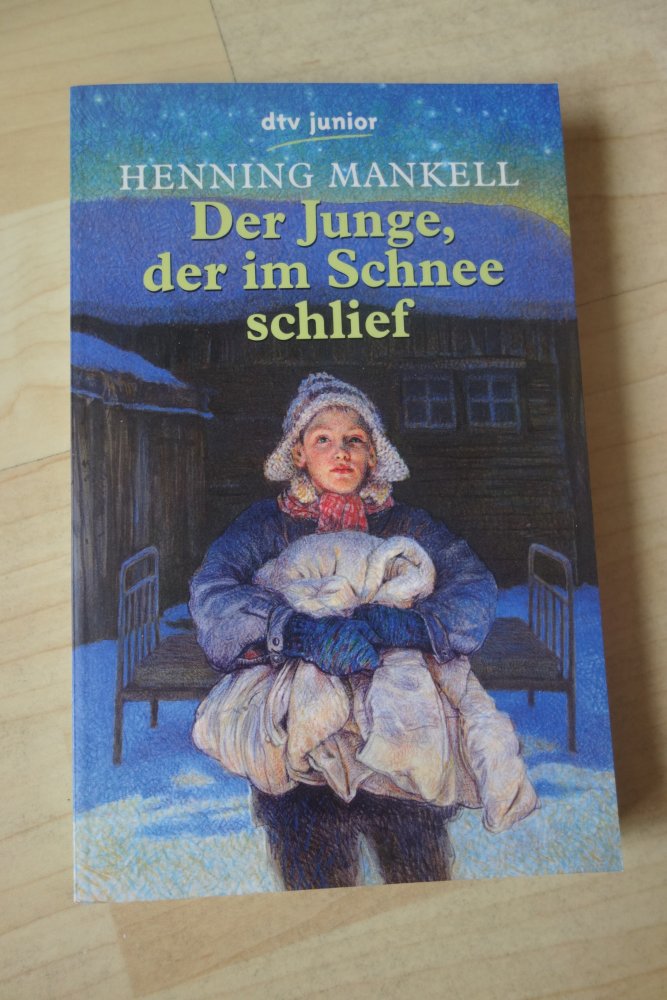 dtv junior
HENNING MANKELL
Der Junge,
der im Schnee
schlief